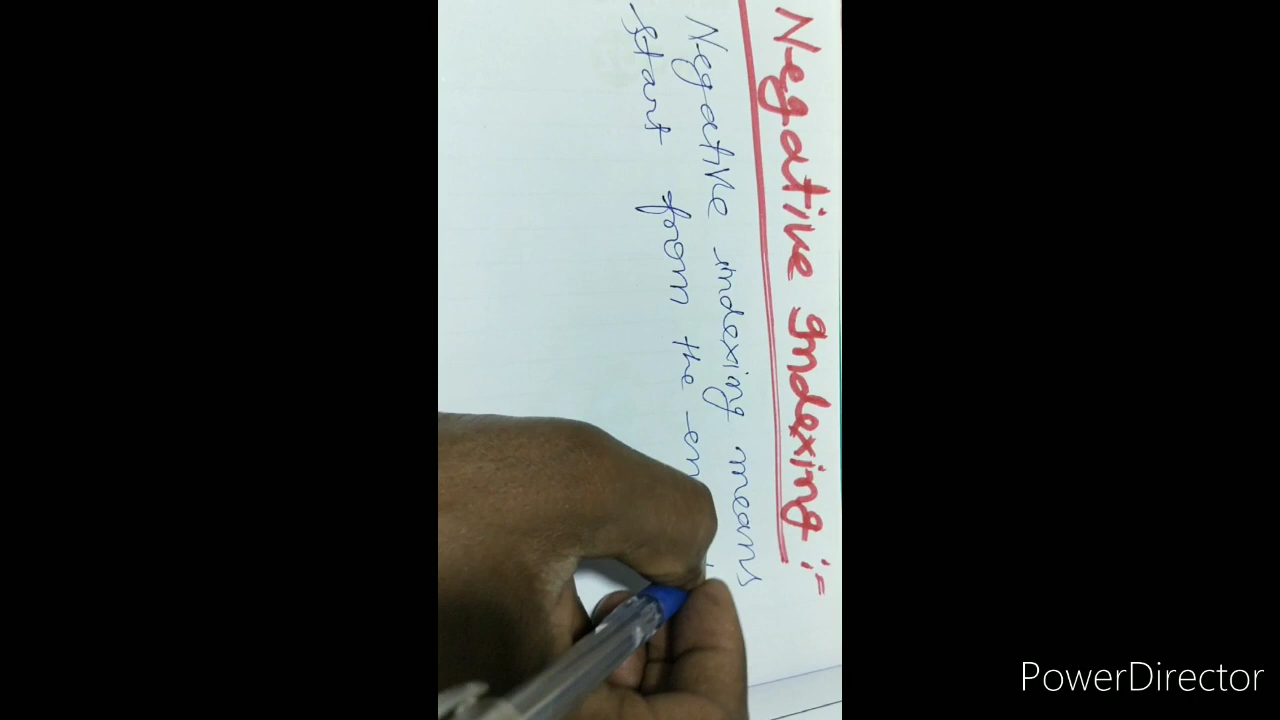 Negative Indexing :-
Negative indexing means
start from the
PowerDirector